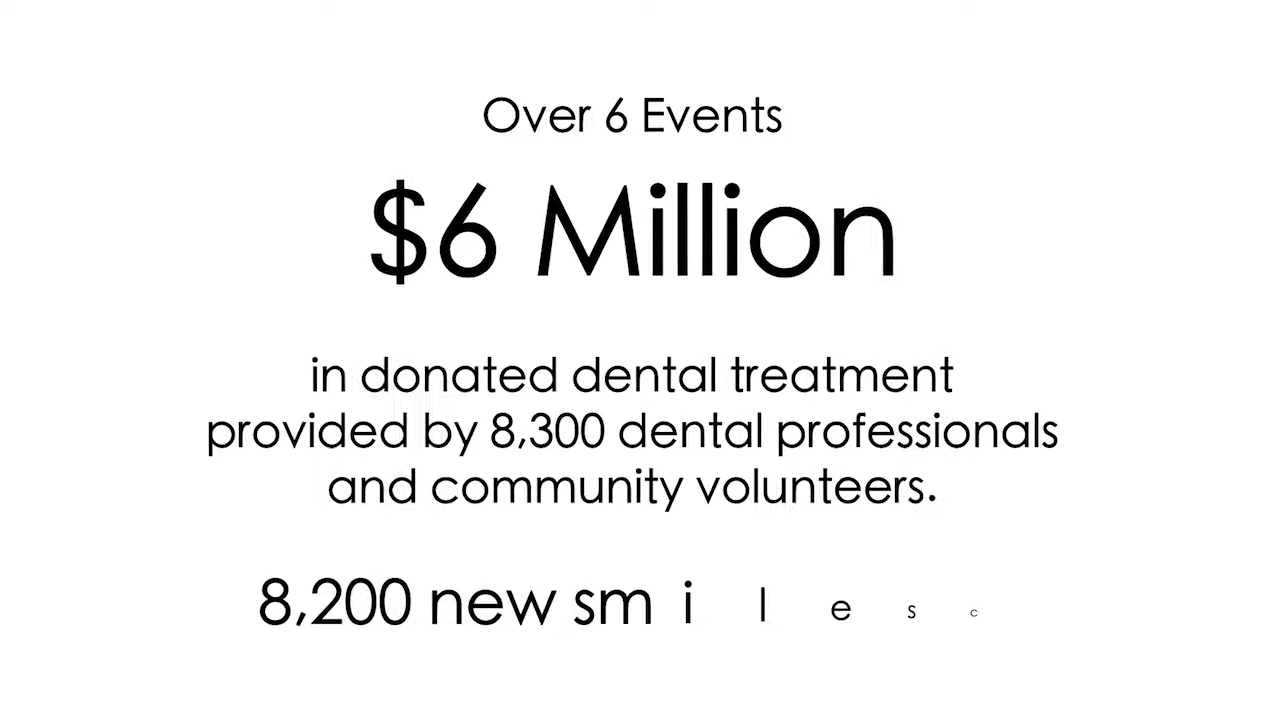 Over 6 Events
$6 Million
in donated dental treatment
provided by 8,300 dental professionals
and community volunteers.
8,200 new smiles c